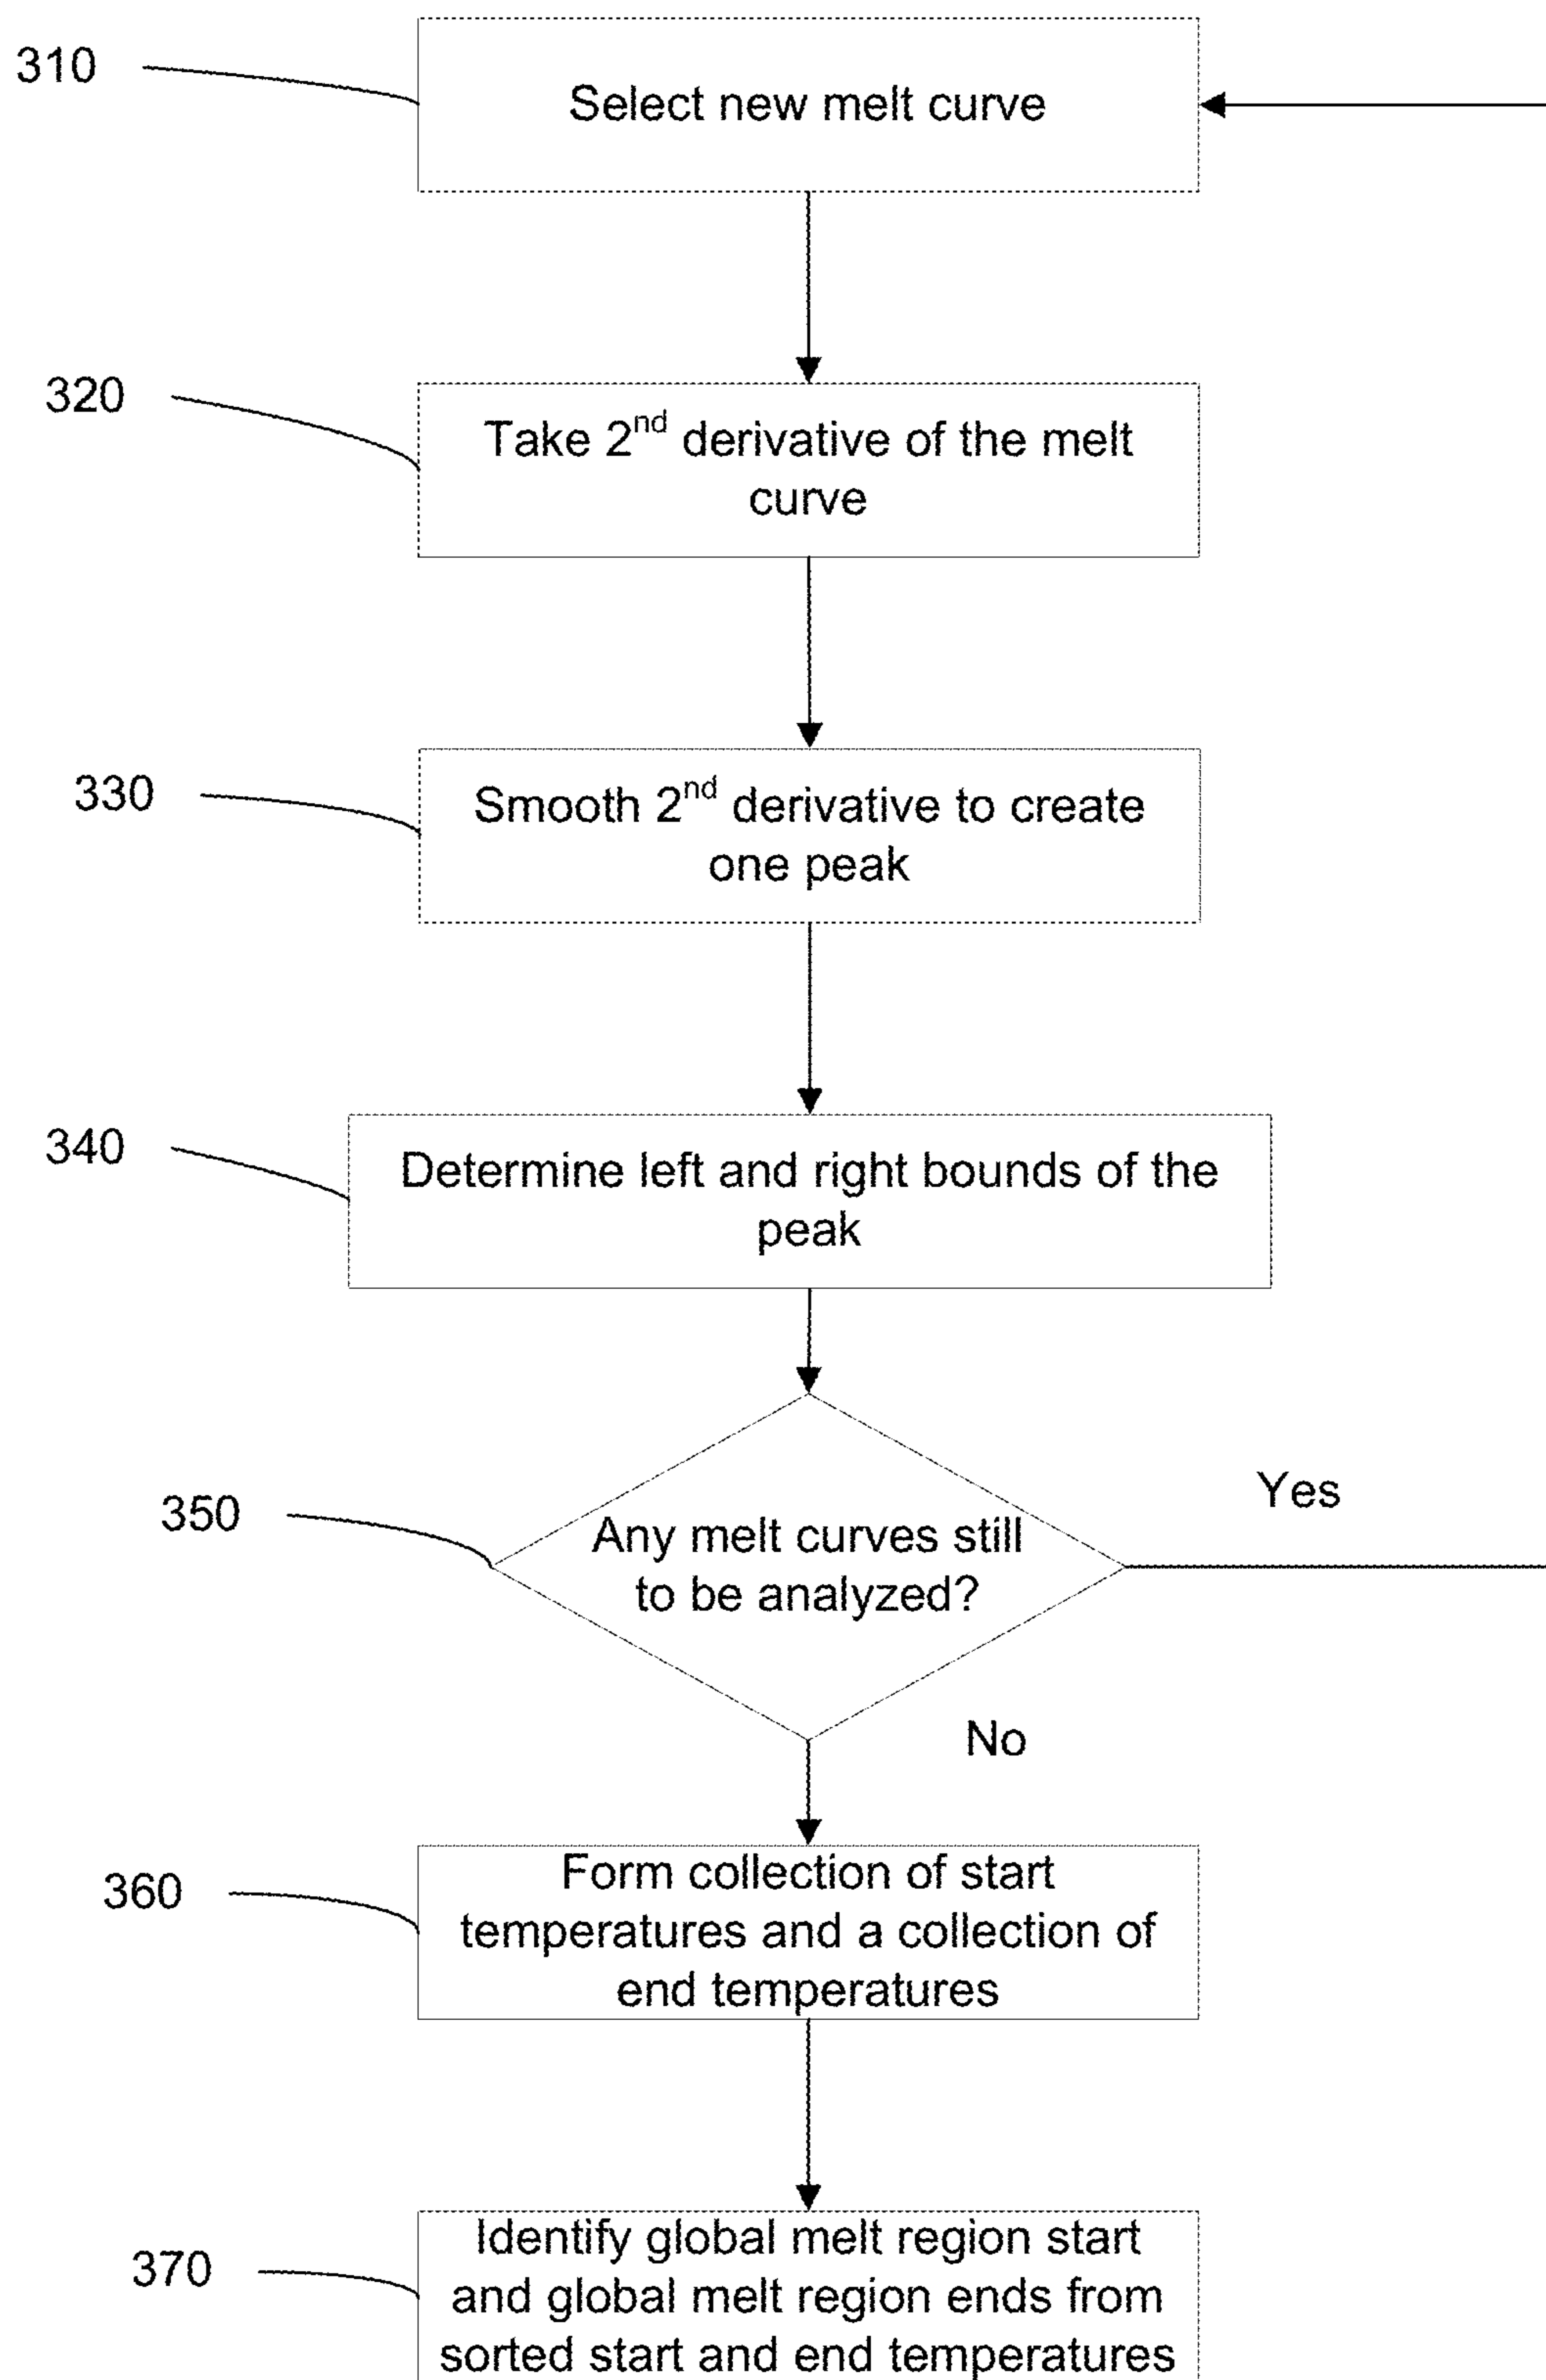 310
Select new melt curve
320
Take 2nd derivative of the melt
curve
330
Smooth 2nd derivative to create
one peak
340
Determine left and right bounds of the
peak
350
Any melt curves still
to be analyzed?
Yes
No
360
Form collection of start
temperatures and a collection of
end temperatures
370
Identify global melt region start
and global melt region ends from
sorted start and end temperatures